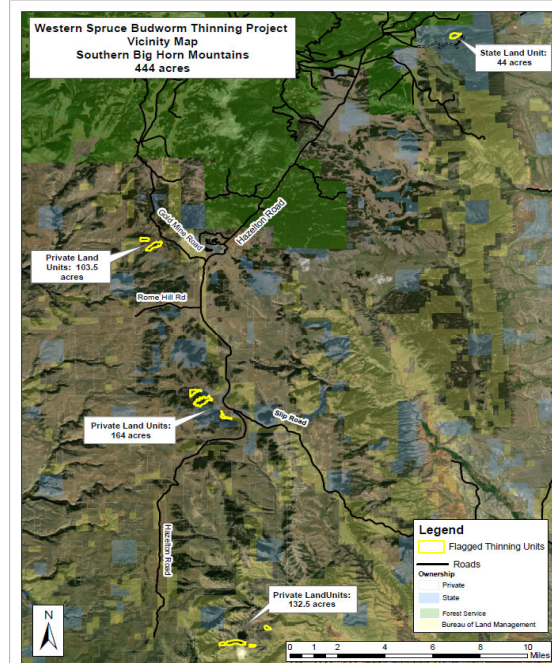 Western Spruce Budworm Thinning Project
Vicinity Map
Southern Big Horn Mountains
444 acres
State Land Unit:
44 acres
Gold Mine Road
Hazelton Road
Private Land
Units: 103.5
acres
Rome Hill Rd
Private Land Units:
164 acres
Slip Road
Hazelton Road
Private LandUnits:
132.5 acres
Legend
Flagged Thinning Units
Roads
Ownership
Private
State
Forest Service
Bureau of Land Management
N
0 1 2 4 6 8 10
Miles